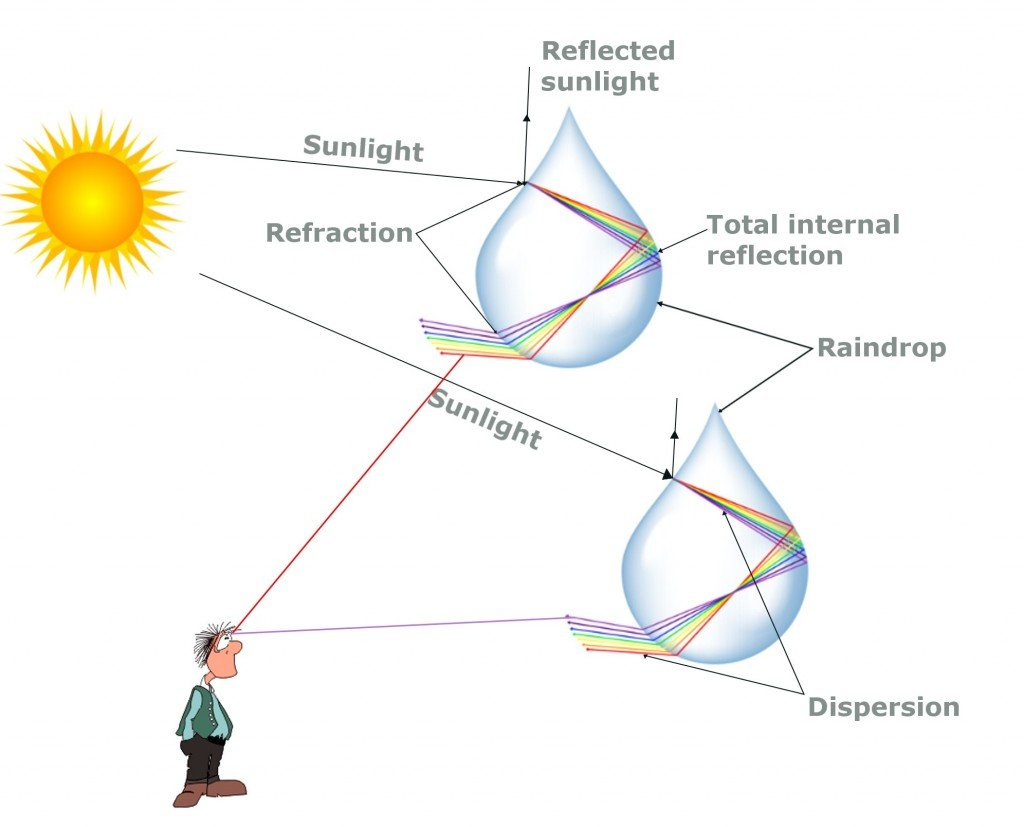 Reflected
sunlight
Sunlight
Refraction
Total internal
reflection
Raindrop
Sunlight
Dispersion